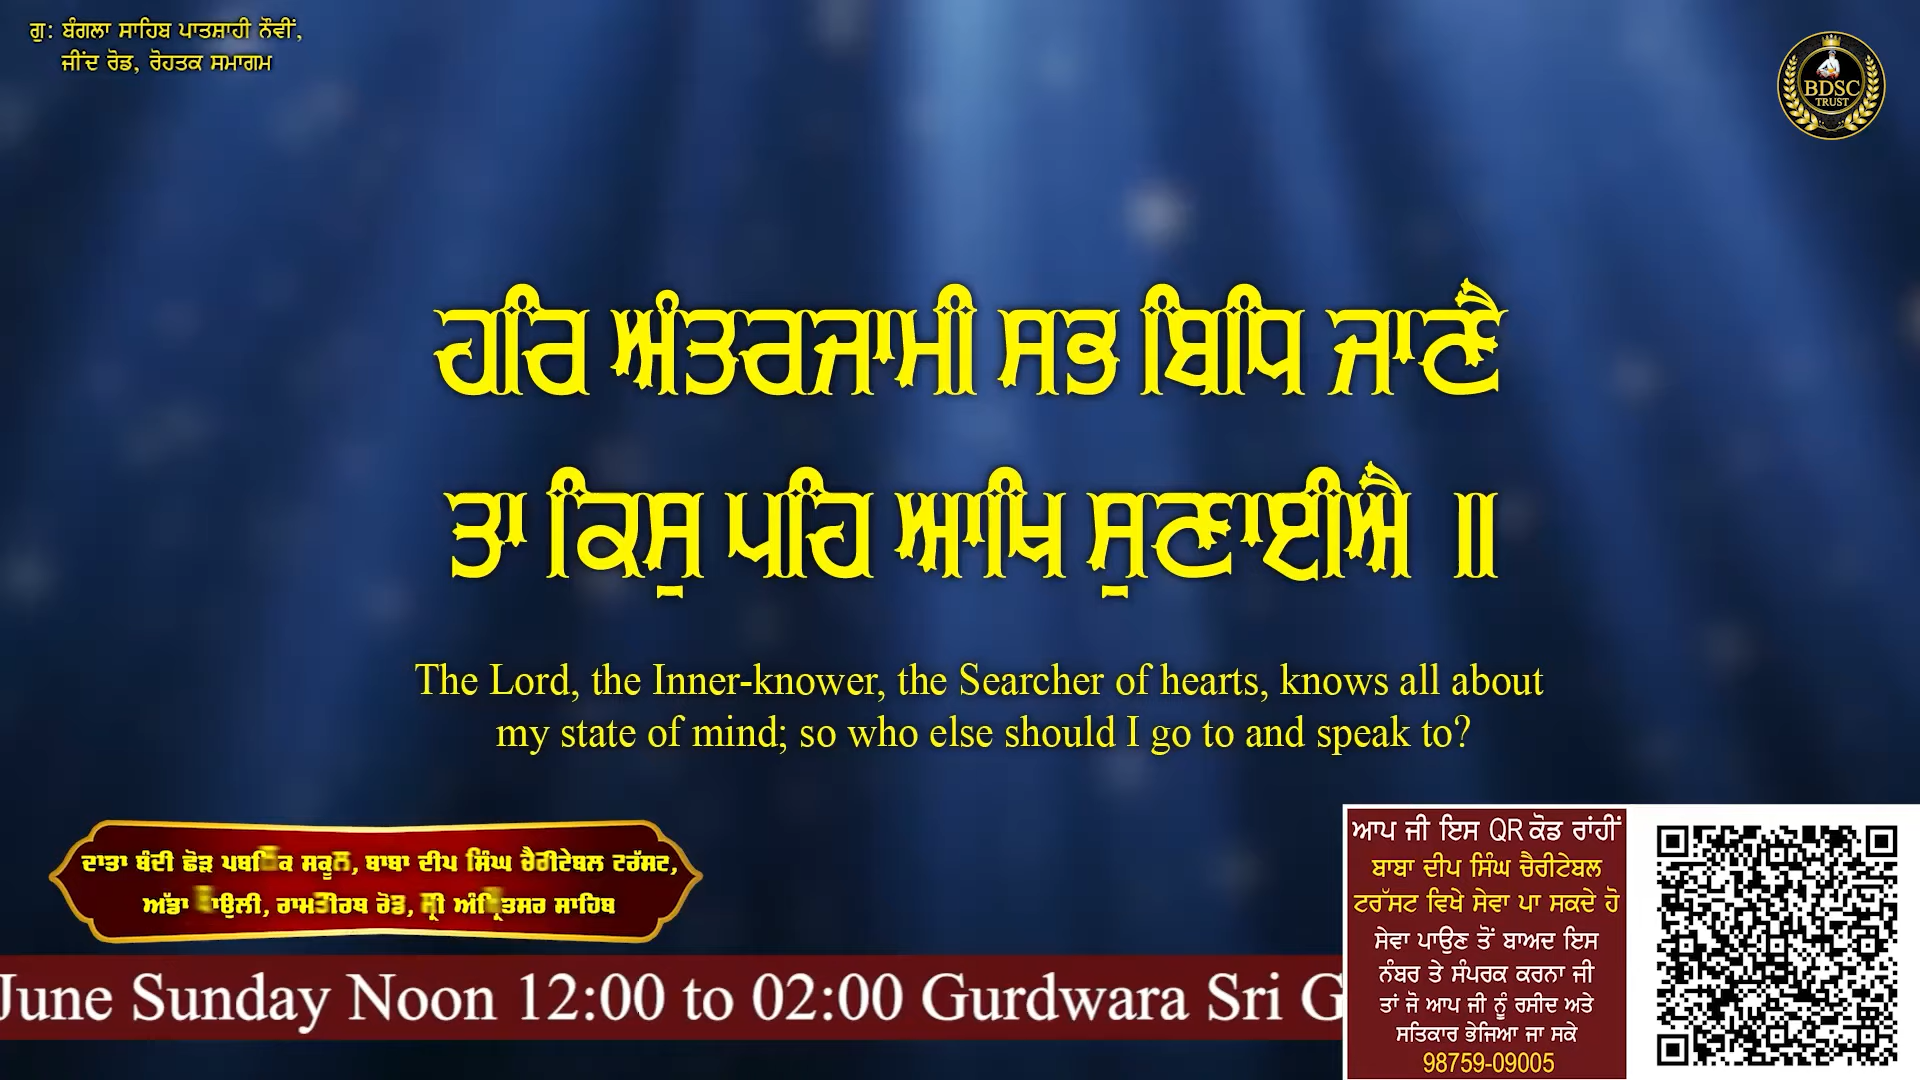 ਗੁ: ਬੰਗਲਾ ਸਾਹਿਬ ਪਾਤਸ਼ਾਹੀ ਨੌਵੀਂ,
ਜੀਂਦ ਰੋਡ, ਰੋਹਤਕ ਸਮਾਗਮ
BDSC
TRUST
ਹਰਿ ਅੰਤਰਜਾਮੀ ਸਭ ਬਿਧਿ ਜਾਣੈ
ਤਾ ਕਿਸੁ ਪਹਿ ਆਖਿ ਸੁਣਾਈਐ ॥
The Lord, the Inner-knower, the Searcher of hearts, knows all about
my state of mind; so who else should I go to and speak to?
ਦਾਤਾ ਬੰਦੀ ਛੋੜ ਪਬਲਿਕ ਸਕੂਲ, ਬਾਬਾ ਦੀਪ ਸਿੰਘ ਚੈਰੀਟੇਬਲ ਟਰੱਸਟ,
ਅੱਡਾ ਰਾਮਤੀਰਥ ਰੋਡ, ਸ੍ਰੀ ਅੰਮ੍ਰਿਤਸਰ ਸਾਹਿਬ
June Sunday Noon 12:00 to 02:00 Gurdwara Sri G
ਆਪ ਜੀ ਇਸ QR ਕੋਡ ਰਾਂਹੀਂ
ਬਾਬਾ ਦੀਪ ਸਿੰਘ ਚੈਰੀਟੇਬਲ
ਟਰੱਸਟ ਵਿਖੇ ਸੇਵਾ ਪਾ ਸਕਦੇ ਹੋ
ਸੇਵਾ ਪਾਉਣ ਤੋਂ ਬਾਅਦ ਇਸ
ਨੰਬਰ ਤੇ ਸੰਪਰਕ ਕਰਨਾ ਜੀ
ਤਾਂ ਜੋ ਆਪ ਜੀ ਨੂੰ ਰਸੀਦ ਅਤੇ
ਸਤਿਕਾਰ ਭੇਜਿਆ ਜਾ ਸਕੇ
98759-09005